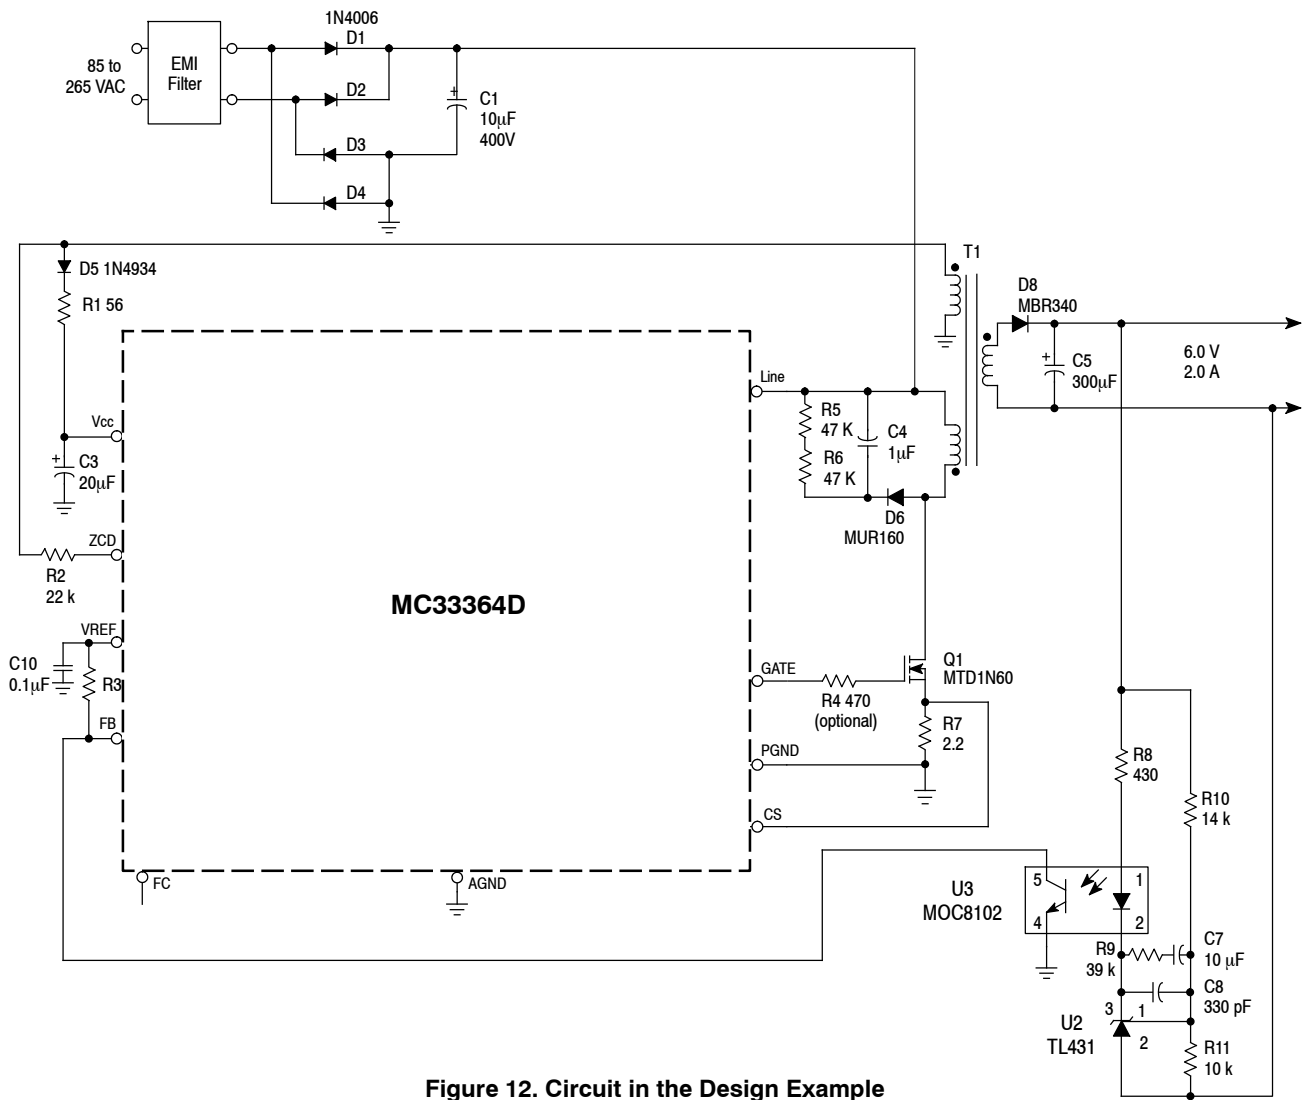 1N4006
D1
EMI
Filter
85 to
265 VAC
D2
+
C1
10µF
400V
D3
D4
D5 1N4934
R1 56
T1
D8
MBR340
+
C5
300µF
6.0 V
2.0 A
Line
R5
47 K
C4
1µF
R6
47 K
D6
MUR160
Vcc
+
C3
20µF
ZCD
R2
22 k
MC33364D
VREF
C10
0.1µF
R3
FB
GATE
R4 470
(optional)
Q1
MTD1N60
R7
2.2
PGND
CS
R8
430
R10
14 k
FC
AGND
U3
MOC8102
5
4
1
2
R9
39 k
C7
10 µF
C8
330 pF
3
1
2
U2
TL431
R11
10 k
Figure 12. Circuit in the Design Example